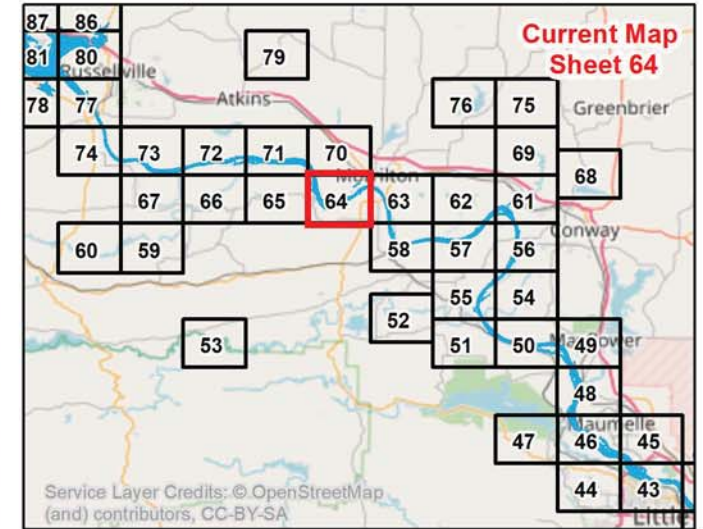 87 86
Current Map
Sheet 64
81 80 79
Russellville
78 77 Atkins 76 75 Greenbrier
74 73 72 71 70 69
68
Morrilton
67 66 65 64 63 62 61
Conway
60 59 58 57 56
55 54
52
53 51 50 49
48
Maumelle
47 46 45
44 43
Little
Service Layer Credits: © OpenStreetMap
(and) contributors, CC-BY-SA